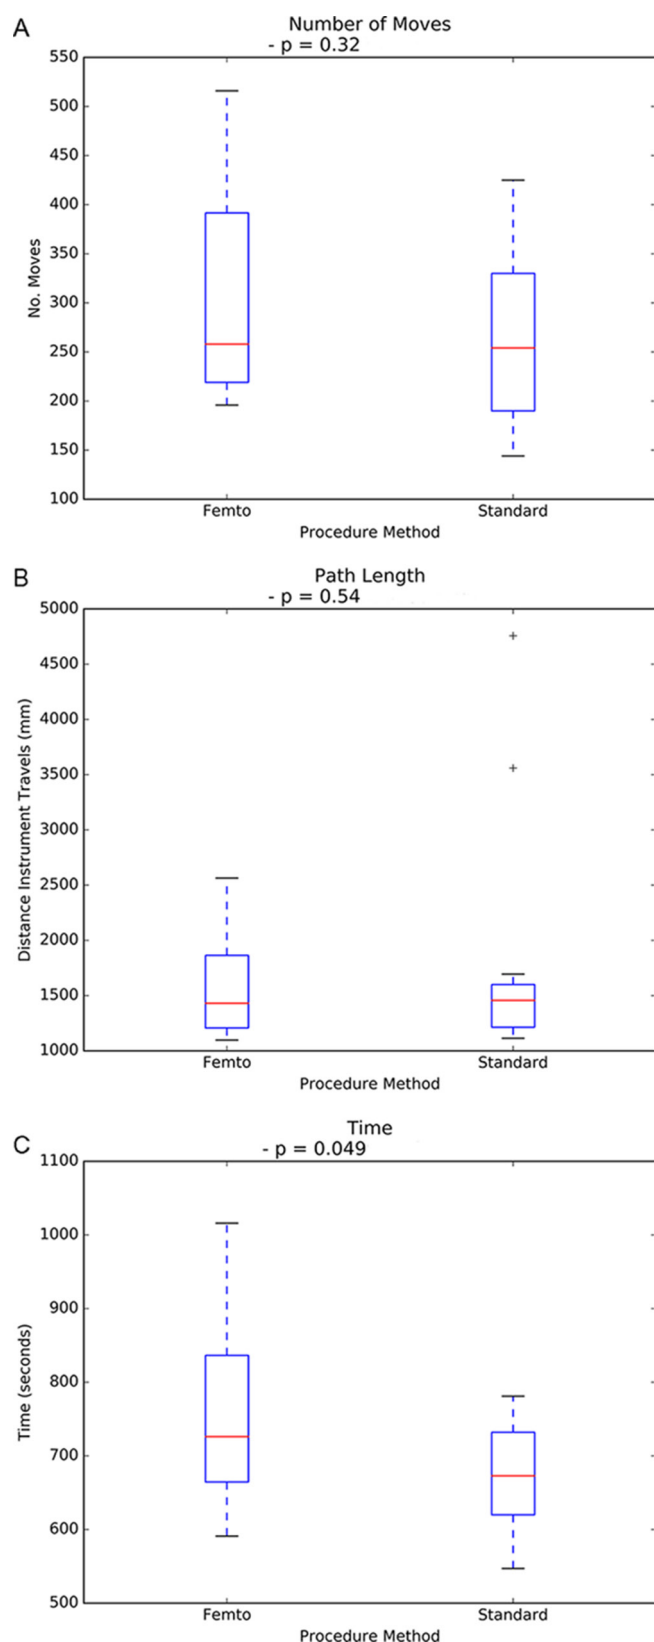 A
Number of Moves
- p = 0.32
550
500
450
400
350
300
250
200
150
100
No. Moves
Femto Standard
Procedure Method
B
Path Length
- p = 0.54
5000
4500
4000
3500
3000
2500
2000
1500
1000
Distance Instrument Travels (mm)
Femto Standard
Procedure Method
C
Time
- p = 0.049
1100
1000
900
800
700
600
500
Time (seconds)
Femto Standard
Procedure Method